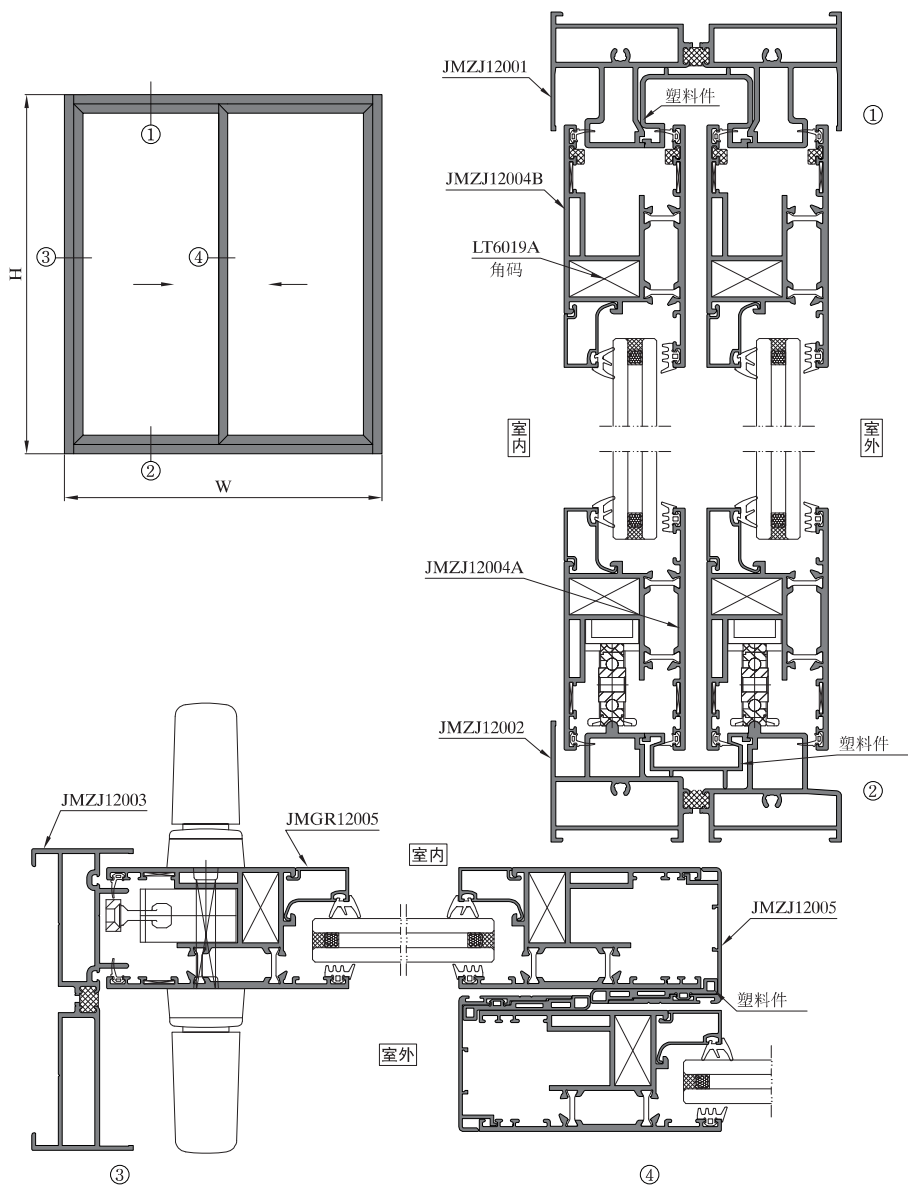 JMZJ12001
塑料件
①
JMZJ12004B
LT6019A
角码
①
③
④
H
②
W
室内
室外
JMZJ12004A
JMZJ12002
塑料件
②
JMZJ12003
JMGR12005
室内
JMZJ12005
塑料件
室外
③
④